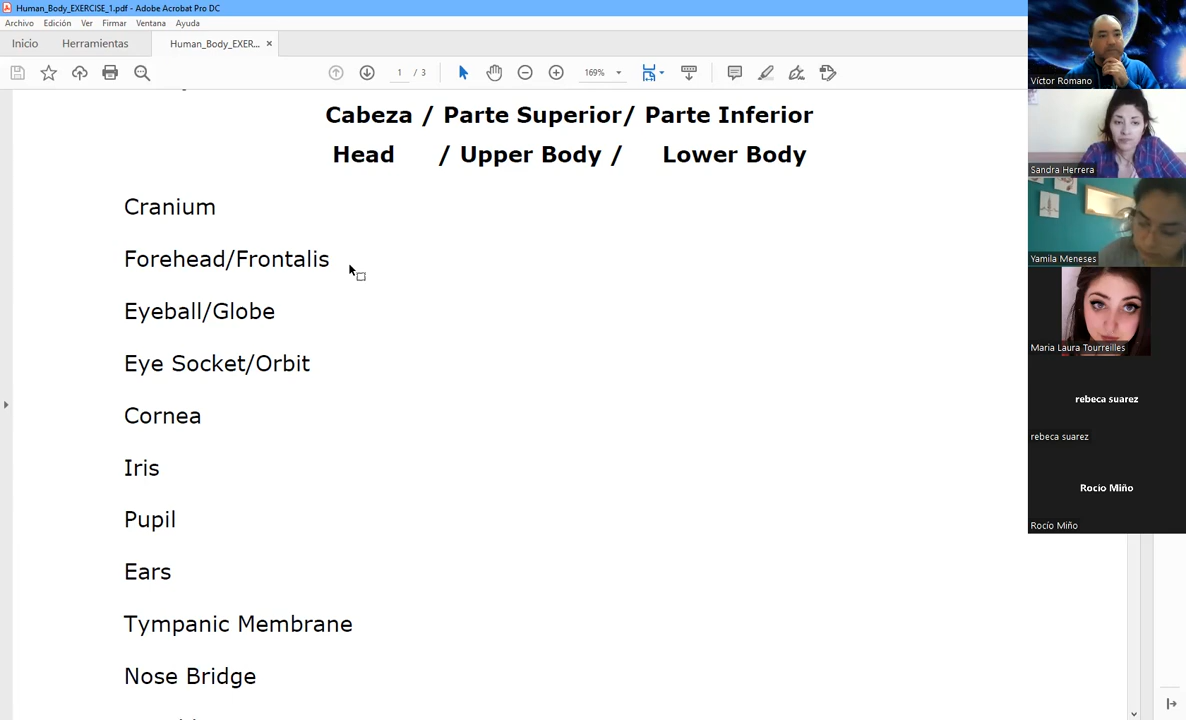 Human_Body_EXERCISE_1.pdf - Adobe Acrobat Pro DC
Archivo Edición Ver Firmar Ventana Ayuda
Inicio Herramientas Human_Body_EXER... ×
1 / 3 169%
Cabeza / Parte Superior/ Parte Inferior
Head / Upper Body / Lower Body
Cranium
Forehead/Frontalis
Eyeball/Globe
Eye Socket/Orbit
Cornea
Iris
Pupil
Ears
Tympanic Membrane
Nose Bridge
Víctor Romano
Sandra Herrera
Yamila Meneses
Maria Laura Tourreilles
rebeca suarez
rebeca suarez
Rocío Miño
Rocío Miño